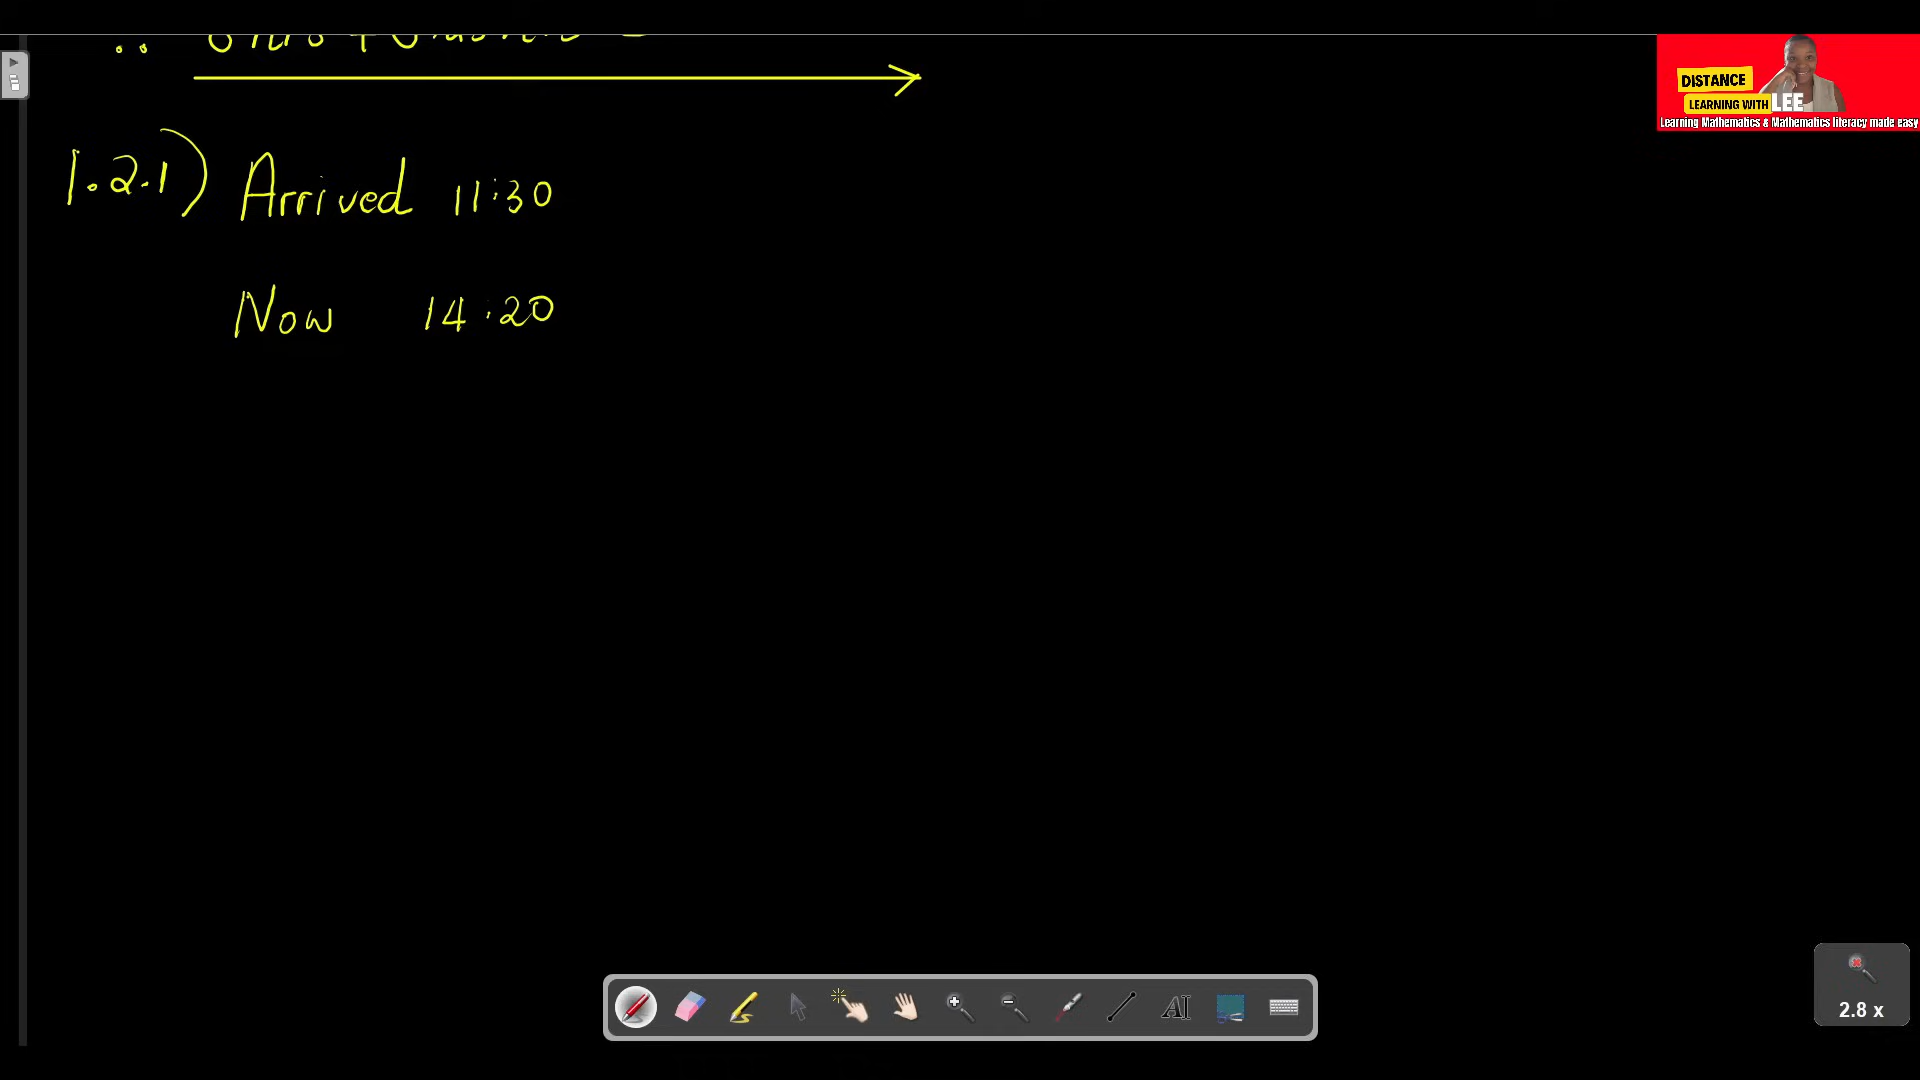 1.2.1) Arrived 11:30
Now 14:20
DISTANCE
LEARNING WITH LEE
Learning Mathematics & Mathematics literacy made easy
AI
2.8 x